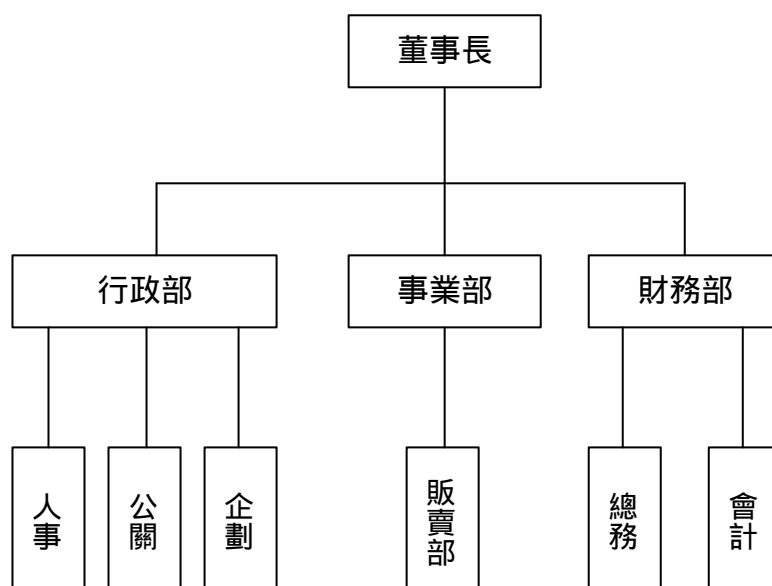 董事長
行政部
事業部
財務部
人事
公關
企劃
販賣部
總務
會計